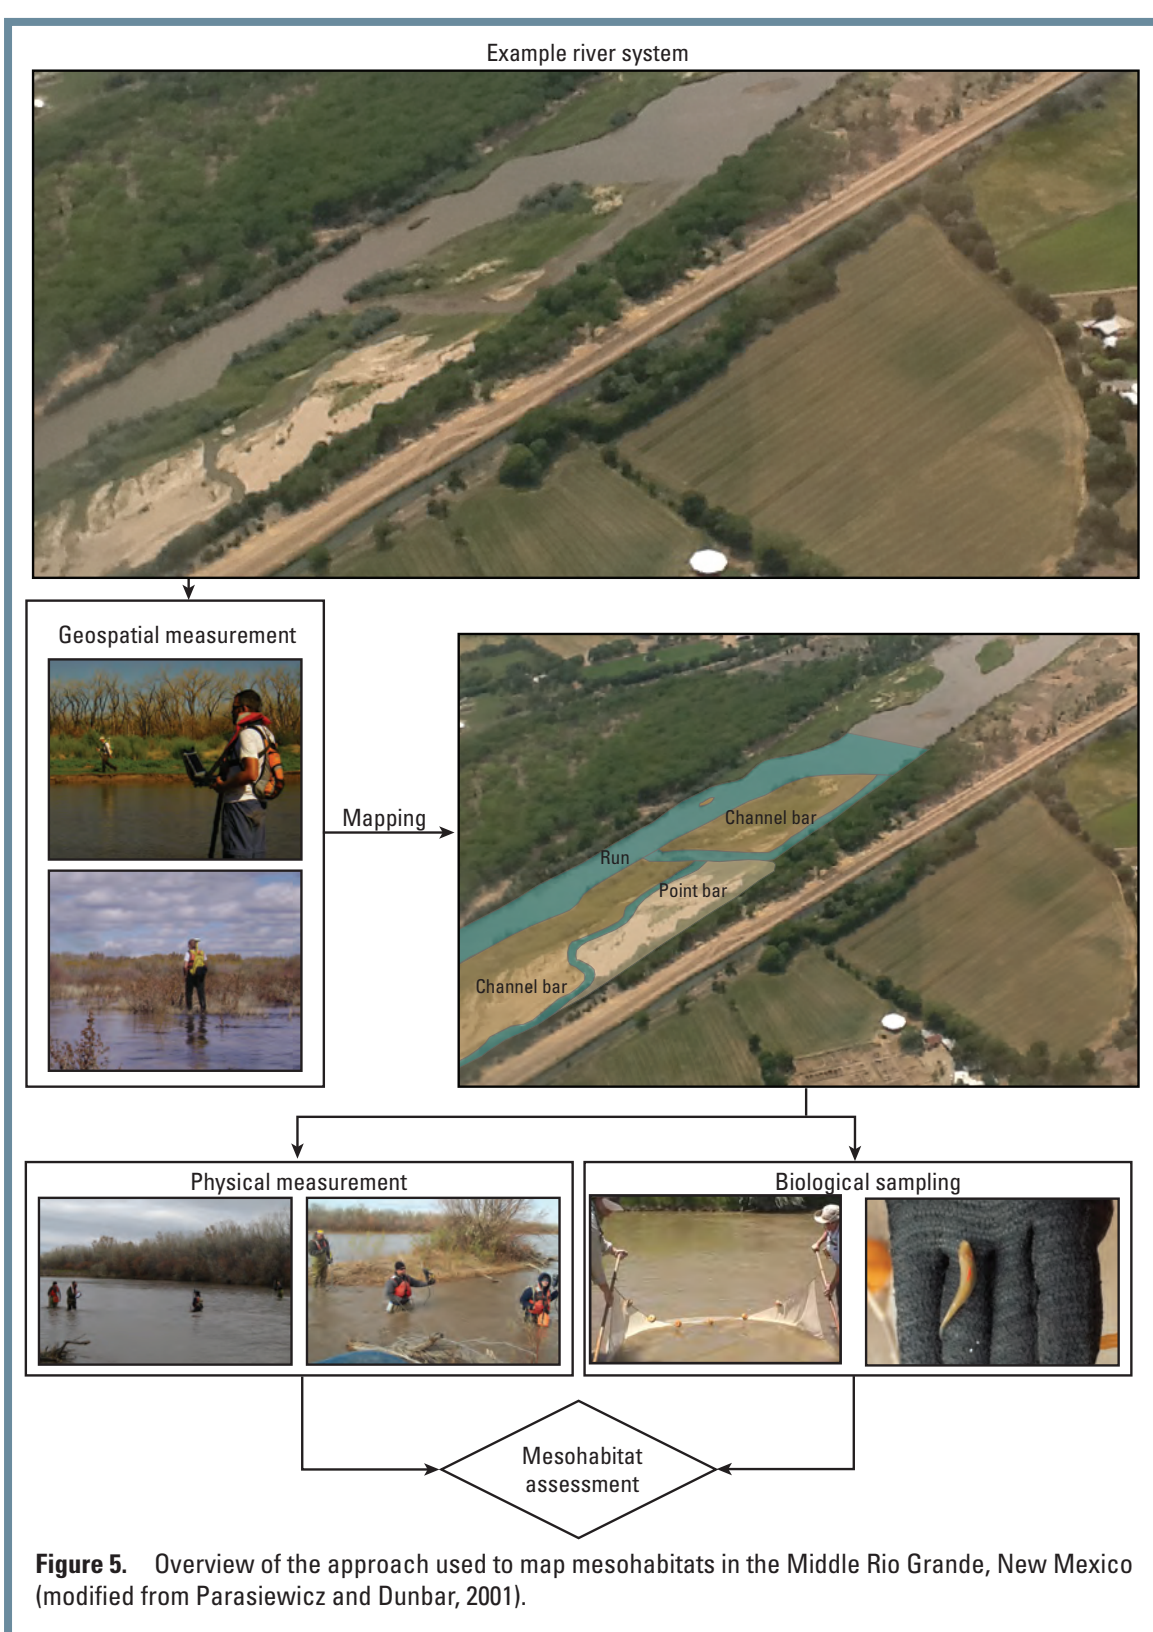 Example river system
Geospatial measurement
Mapping
Channel bar
Run
Point bar
Channel bar
Physical measurement
Biological sampling
Mesohabitat
assessment
Figure 5. Overview of the approach used to map mesohabitats in the Middle Rio Grande, New Mexico
(modified from Parasiewicz and Dunbar, 2001).